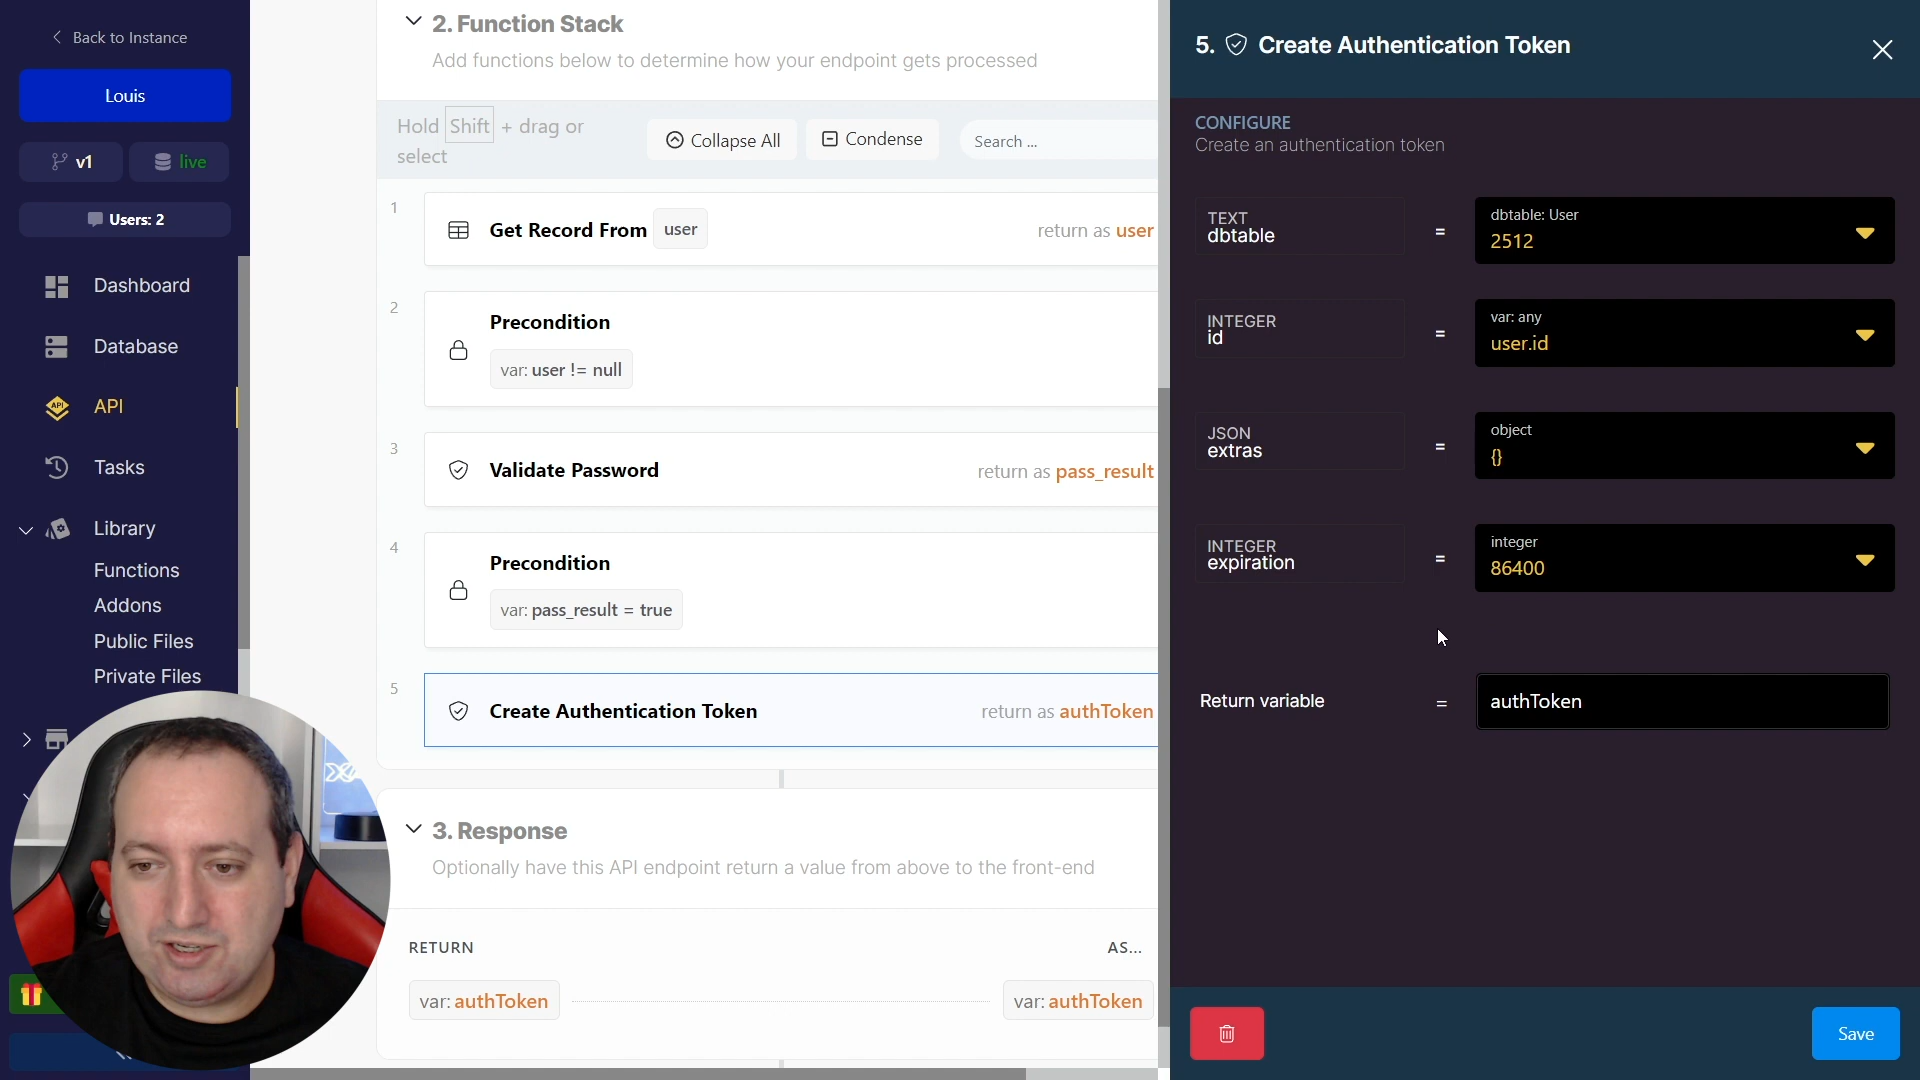 Back to Instance
Louis
v1
live
Users: 2
Dashboard
Database
API
Tasks
Library
Functions
Addons
Public Files
Private Files
2. Function Stack
Add functions below to determine how your endpoint gets processed
Hold Shift + drag or
select
Collapse All
Condense
Search ...
1
Get Record From user
return as user
2
Precondition
var: user != null
3
Validate Password
return as pass_result
4
Precondition
var: pass_result = true
5
Create Authentication Token
return as authToken
3. Response
Optionally have this API endpoint return a value from above to the front-end
RETURN
AS...
var: authToken
var: authToken
5. Create Authentication Token
CONFIGURE
Create an authentication token
TEXT
dbtable
=
dbtable: User
2512
INTEGER
id
=
var: any
user.id
JSON
extras
=
object
{}
INTEGER
expiration
=
integer
86400
Return variable
=
authToken
Save